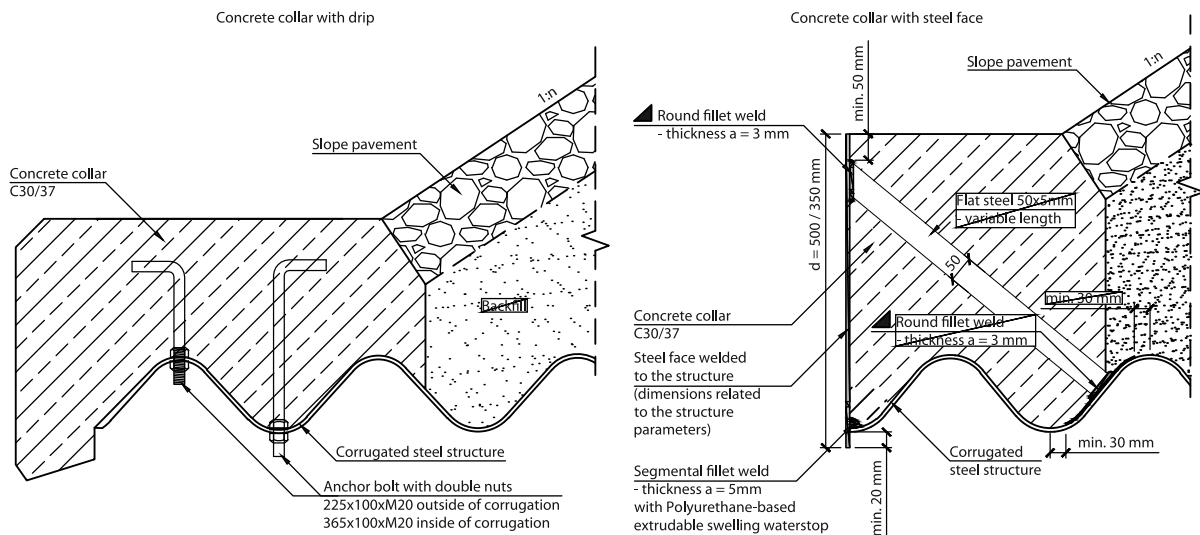 Concrete collar with drip
1:n
Slope pavement
Concrete collar
C30/37
Backfill
Corrugated steel structure
Anchor bolt with double nuts
225x100xM20 outside of corrugation
365x100xM20 inside of corrugation
Concrete collar with steel face
1:n
Slope pavement
min. 50 mm
Round fillet weld
- thickness a = 3 mm
d = 500 / 350 mm
Flat steel 50x5mm
- variable length
50
min. 30 mm
Concrete collar
C30/37
Round fillet weld
- thickness a = 3 mm
Steel face welded
to the structure
(dimensions related
to the structure
parameters)
Corrugated
steel structure
min. 30 mm
Segmental fillet weld
- thickness a = 5mm
with Polyurethane-based
extrudable swelling waterstop
min. 20 mm